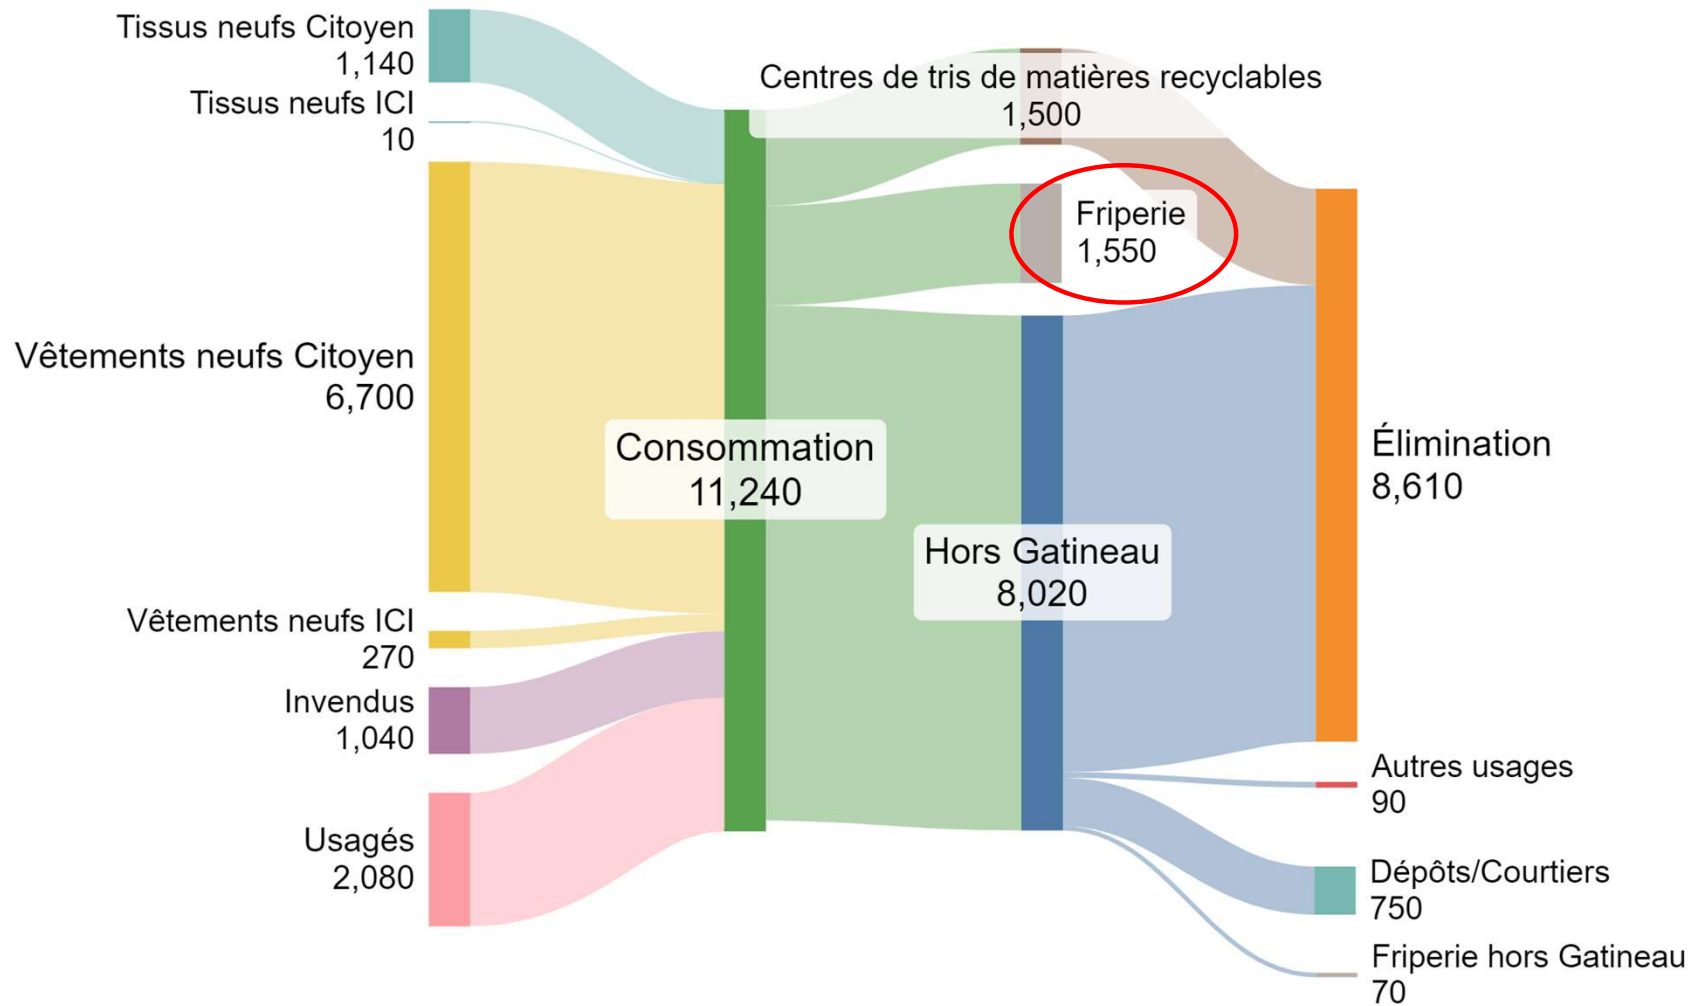 Tissus neufs Citoyen
1,140
Tissus neufs ICI
10
Vêtements neufs Citoyen
6,700
Vêtements neufs ICI
270
Invendus
1,040
Usagés
2,080
Consommation
11,240
Centres de tris de matières recyclables
1,500
Friperie
1,550
Hors Gatineau
8,020
Élimination
8,610
Autres usages
90
Dépôts/Courtiers
750
Friperie hors Gatineau
70